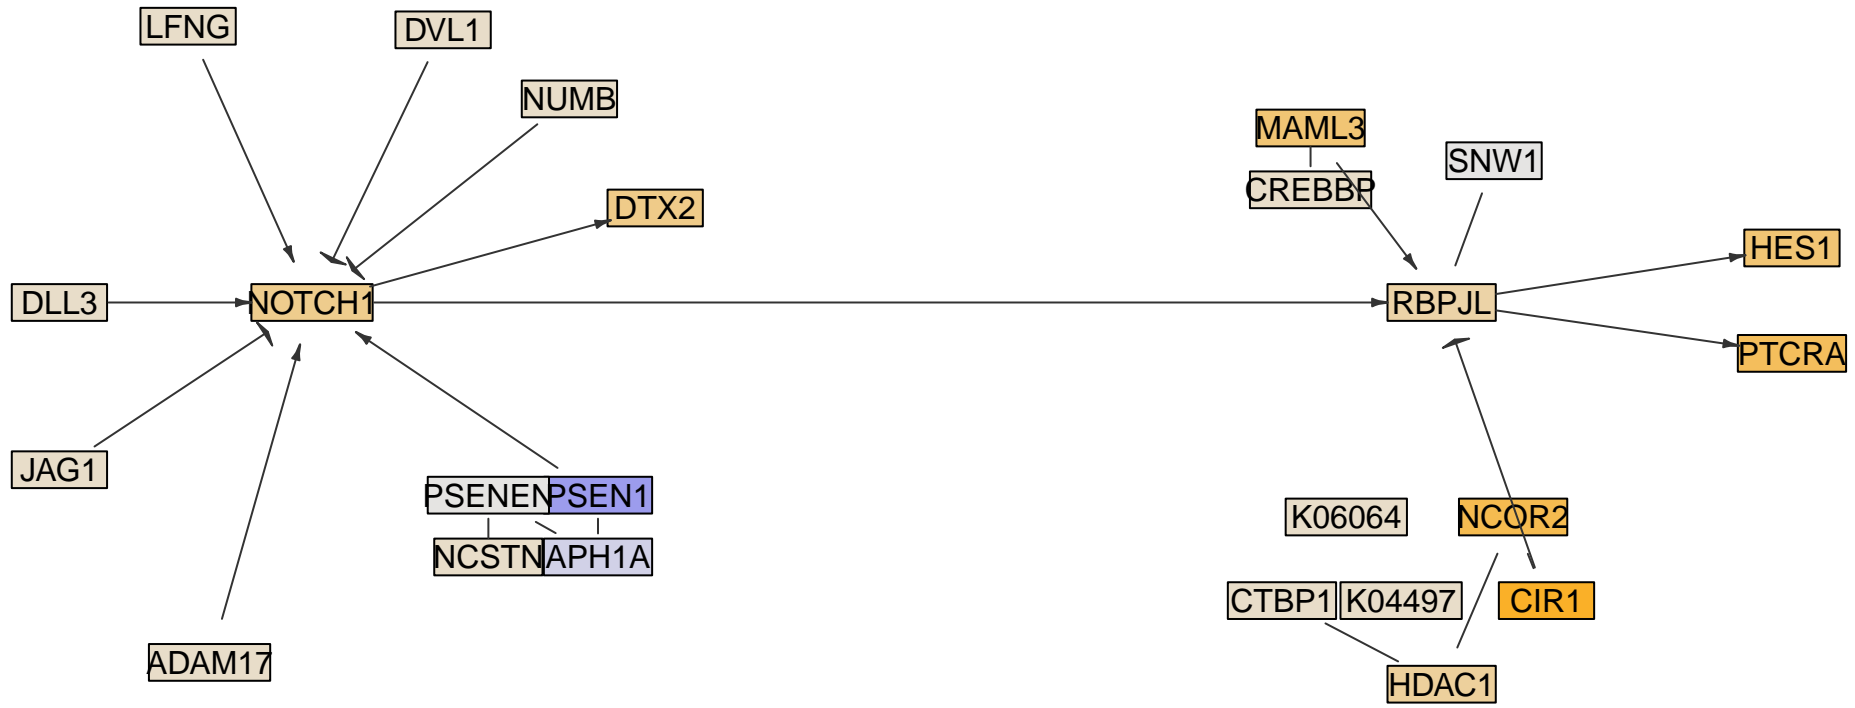 LFNG
DVL1
NUMB
MAML3
SNW1
CREBBP
DTX2
HES1
DLL3
NOTCH1
RBPJL
PTCRA
JAG1
PSENEN
PSEN1
K06064
NCOR2
NCSTN
APH1A
CTBP1
K04497
CIR1
ADAM17
HDAC1